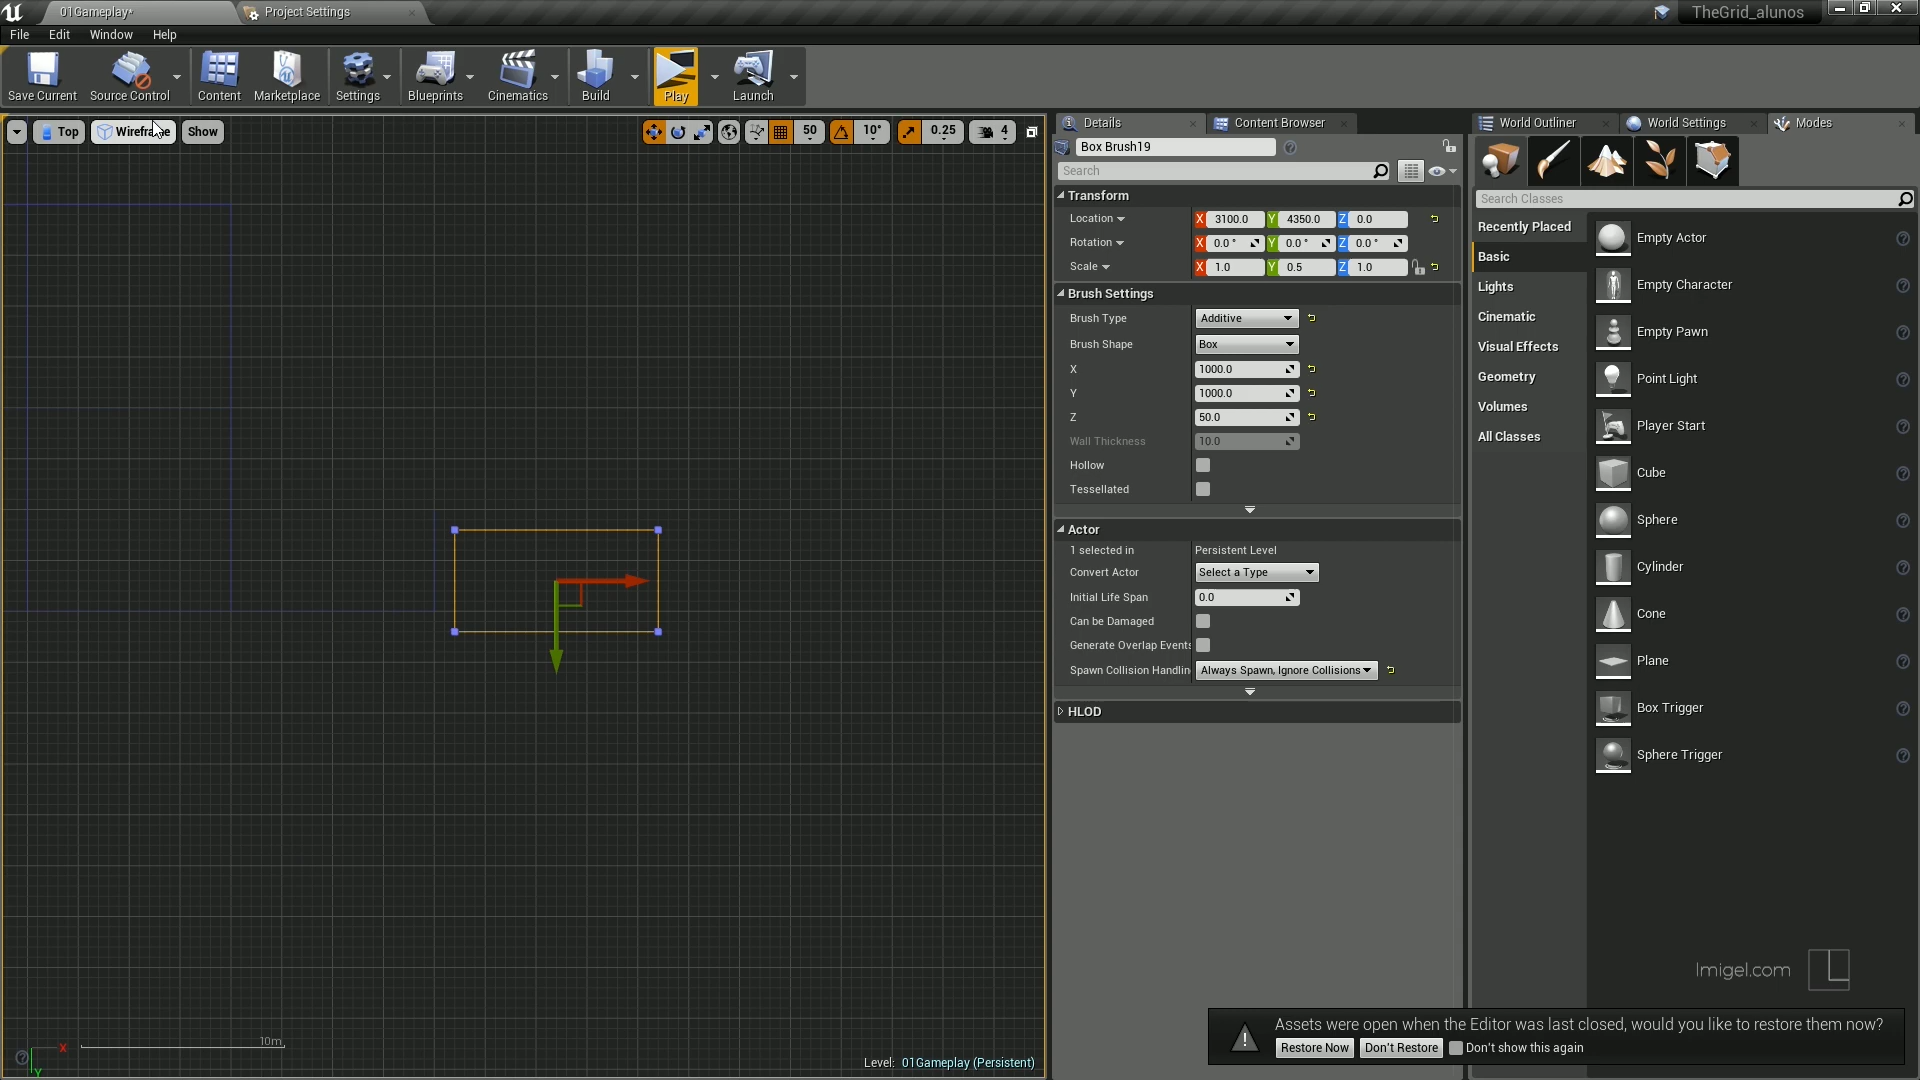 01Gameplay*
Project Settings
TheGrid_alunos
File Edit Window Help
Save Current Source Control Content Marketplace Settings Blueprints Cinematics Build Play Launch
Top Wireframe Show
50 10° 0.25 4
Details
Content Browser
World Outliner
World Settings
Modes
Box Brush19
Search
Search Classes
Transform
Location X 3100.0 Y 4350.0 Z 0.0
Rotation X 0.0 ° Y 0.0 ° Z 0.0 °
Scale X 1.0 Y 0.5 Z 1.0
Brush Settings
Brush Type Additive
Brush Shape Box
X 1000.0
Y 1000.0
Z 50.0
Wall Thickness 10.0
Hollow
Tessellated
Actor
1 selected in Persistent Level
Convert Actor Select a Type
Initial Life Span 0.0
Can be Damaged
Generate Overlap Events
Spawn Collision Handlin Always Spawn, Ignore Collisions
HLOD
Recently Placed
Basic
Lights
Cinematic
Visual Effects
Geometry
Volumes
All Classes
Empty Actor
Empty Character
Empty Pawn
Point Light
Player Start
Cube
Sphere
Cylinder
Cone
Plane
Box Trigger
Sphere Trigger
lmigel.com
Assets were open when the Editor was last closed, would you like to restore them now?
Restore Now Don't Restore Don't show this again
10m
X
Y
Level: 01Gameplay (Persistent)